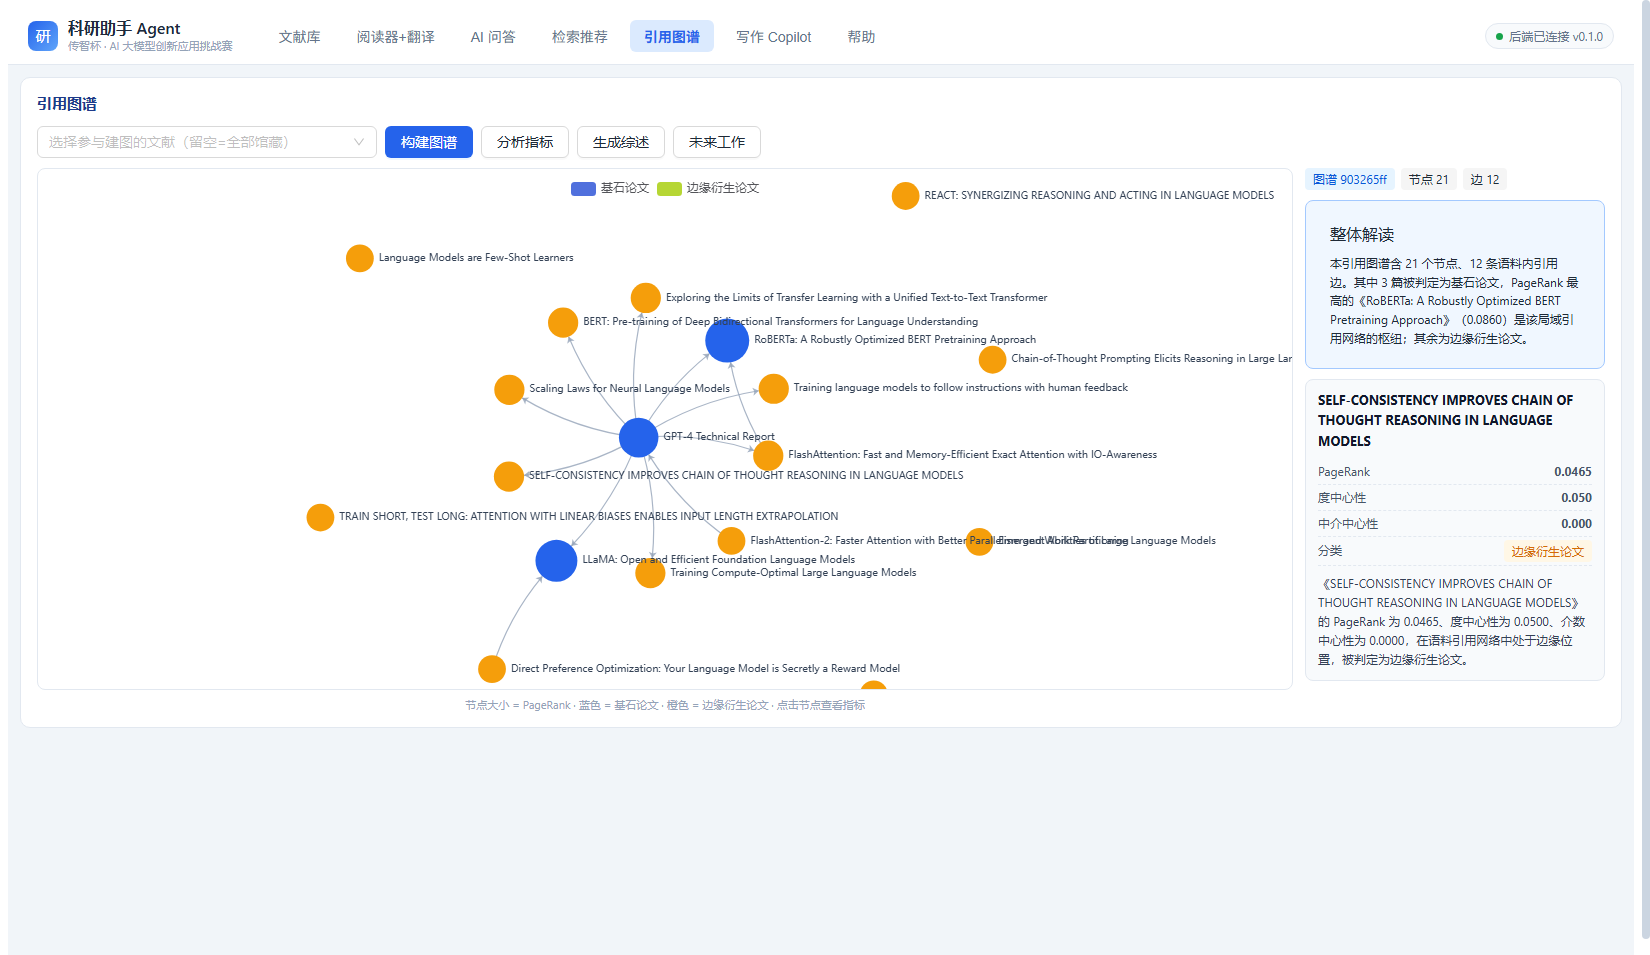 研
科研助手 Agent
传智杯 · AI 大模型创新应用挑战赛
文献库
阅读器+翻译
AI 问答
检索推荐
引用图谱
写作 Copilot
帮助
后端已连接 v0.1.0
引用图谱
选择参与建图的文献（留空=全部馆藏）
构建图谱
分析指标
生成综述
未来工作
基石论文
边缘衍生论文
REACT: SYNERGIZING REASONING AND ACTING IN LANGUAGE MODELS
Language Models are Few-Shot Learners
Exploring the Limits of Transfer Learning with a Unified Text-to-Text Transformer
BERT: Pre-training of Deep Bidirectional Transformers for Language Understanding
RoBERTa: A Robustly Optimized BERT Pretraining Approach
Chain-of-Thought Prompting Elicits Reasoning in Large Lar
Scaling Laws for Neural Language Models
Training language models to follow instructions with human feedback
GPT-4 Technical Report
FlashAttention: Fast and Memory-Efficient Exact Attention with IO-Awareness
SELF-CONSISTENCY IMPROVES CHAIN OF THOUGHT REASONING IN LANGUAGE MODELS
TRAIN SHORT, TEST LONG: ATTENTION WITH LINEAR BIASES ENABLES INPUT LENGTH EXTRAPOLATION
FlashAttention-2: Faster Attention with Better Parallelism and Work Partitioning
Emergent Abilities of Large Language Models
LLaMA: Open and Efficient Foundation Language Models
Training Compute-Optimal Large Language Models
Direct Preference Optimization: Your Language Model is Secretly a Reward Model
节点大小 = PageRank · 蓝色 = 基石论文 · 橙色 = 边缘衍生论文 · 点击节点查看指标
图谱 903265ff
节点 21
边 12
整体解读
本引用图谱含 21 个节点、12 条语料内引用
边。其中 3 篇被判定为基石论文，PageRank 最
高的《RoBERTa: A Robustly Optimized BERT
Pretraining Approach》（0.0860）是该局域引
用网络的枢纽；其余为边缘衍生论文。
SELF-CONSISTENCY IMPROVES CHAIN OF
THOUGHT REASONING IN LANGUAGE
MODELS
PageRank 0.0465
度中心性 0.050
中介中心性 0.000
分类 边缘衍生论文
《SELF-CONSISTENCY IMPROVES CHAIN OF
THOUGHT REASONING IN LANGUAGE MODELS》
的 PageRank 为 0.0465、度中心性为 0.0500、介数
中心性为 0.0000，在语料引用网络中处于边缘位
置，被判定为边缘衍生论文。